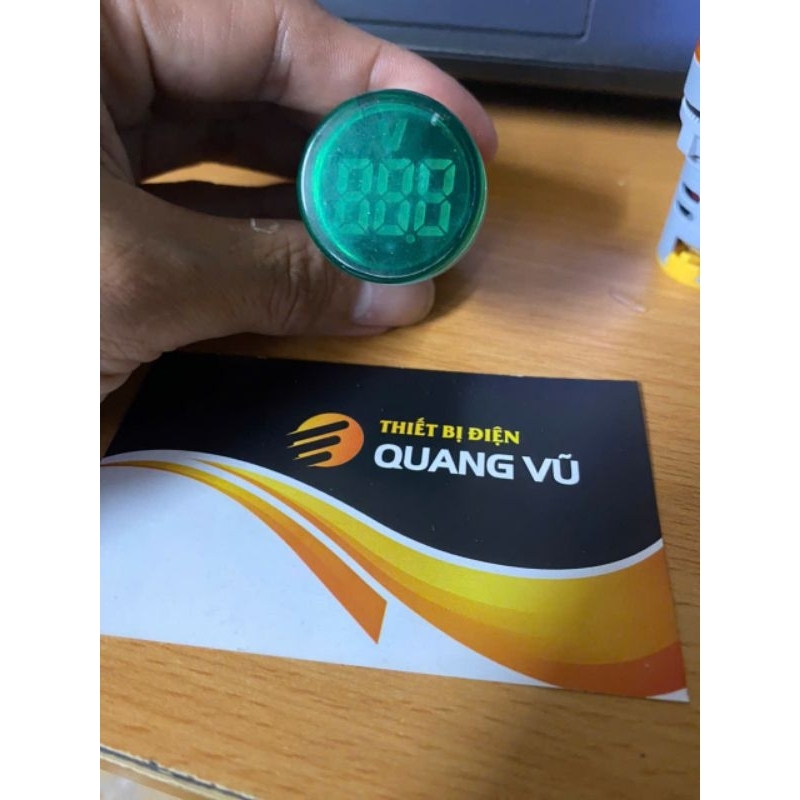 V
THIẾT BỊ ĐIỆN
QUANG VŨ